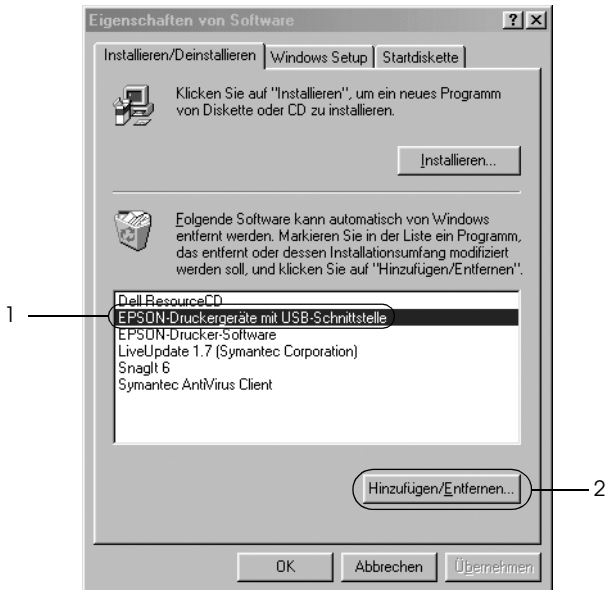 Eigenschaften von Software
Installieren/Deinstallieren Windows Setup Startdiskette
Klicken Sie auf "Installieren", um ein neues Programm
von Diskette oder CD zu installieren.
Installieren...
Folgende Software kann automatisch von Windows
entfernt werden. Markieren Sie in der Liste ein Programm,
das entfernt oder dessen Installationsumfang modifiziert
werden soll, und klicken Sie auf "Hinzufügen/Entfernen".
Dell ResourceCD
1 EPSON-Druckergeräte mit USB-Schnittstelle
EPSON-Drucker-Software
LiveUpdate 1.7 (Symantec Corporation)
SnagIt 6
Symantec AntiVirus Client
Hinzufügen/Entfernen... 2
OK Abbrechen Übernehmen